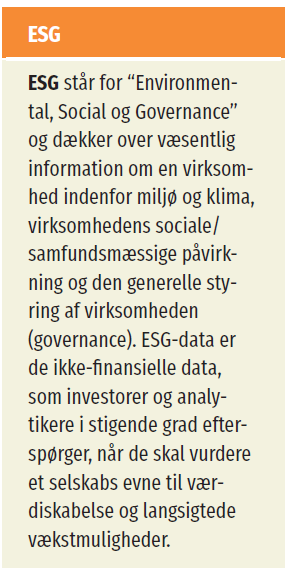 ESG
ESG står for “Environmen-
tal, Social og Governance”
og dækker over væsentlig
information om en virksom-
hed indenfor miljø og klima,
virksomhedens sociale/
samfundsmæssige påvirk-
ning og den generelle sty-
ring af virksomheden
(governance). ESG-data er
de ikke-finansielle data,
som investorer og analy-
tikere i stigende grad efter-
spørger, når de skal vurdere
et selskabs evne til vær-
diskabelse og langsigtede
vækstmuligheder.